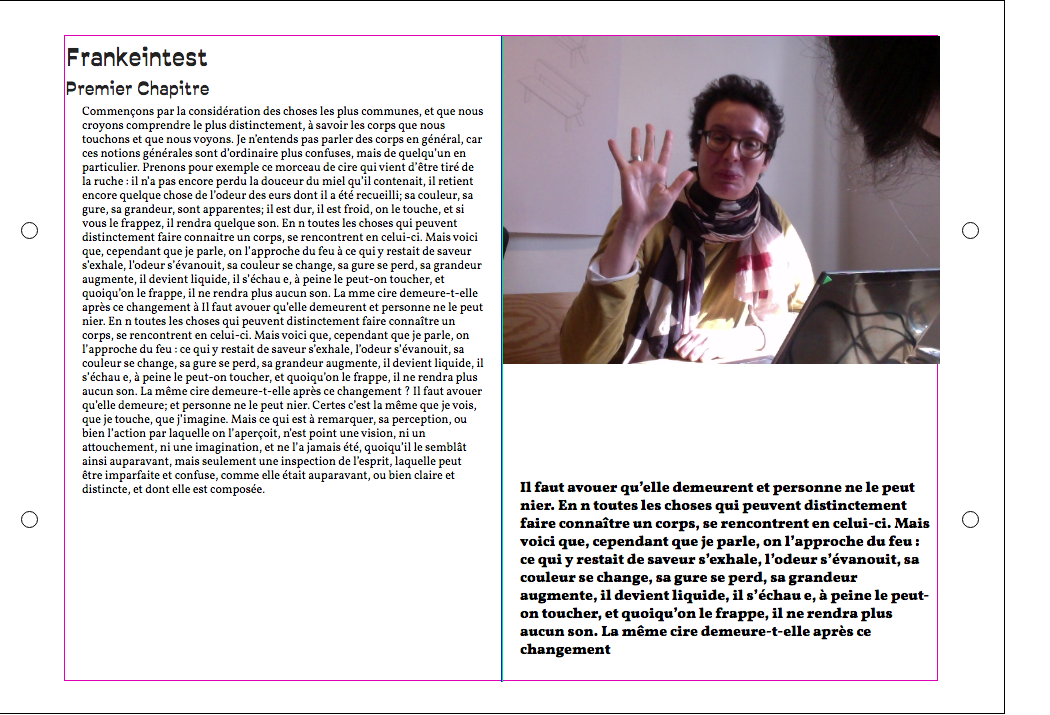 Frankeintest
Premier Chapitre
Commençons par la considération des choses les plus communes, et que nous
croyons comprendre le plus distinctement, à savoir les corps que nous
touchons et que nous voyons. Je n'entends pas parler des corps en général, car
ces notions générales sont d'ordinaire plus confuses, mais de quelqu'un en
particulier. Prenons pour exemple ce morceau de cire qui vient d'être tiré de
la ruche : il n'a pas encore perdu la douceur du miel qu'il contenait, il retient
encore quelque chose de l'odeur des eurs dont il a été recueilli; sa couleur, sa
gure, sa grandeur, sont apparentes; il est dur, il est froid, on le touche, et si
vous le frappez, il rendra quelque son. En n toutes les choses qui peuvent
distinctement faire connaitre un corps, se rencontrent en celui-ci. Mais voici
que, cependant que je parle, on l'approche du feu à ce qui y restait de saveur
s'exhale, l'odeur s'évanouit, sa couleur se change, sa gure se perd, sa grandeur
augmente, il devient liquide, il s'échau e, à peine le peut-on toucher, et
quoiqu'on le frappe, il ne rendra plus aucun son. La mme cire demeure-t-elle
après ce changement à Il faut avouer qu'elle demeurent et personne ne le peut
nier. En n toutes les choses qui peuvent distinctement faire connaître un
corps, se rencontrent en celui-ci. Mais voici que, cependant que je parle, on
l'approche du feu : ce qui y restait de saveur s'exhale, l'odeur s'évanouit, sa
couleur se change, sa gure se perd, sa grandeur augmente, il devient liquide, il
s'échau e, à peine le peut-on toucher, et quoiqu'on le frappe, il ne rendra plus
aucun son. La même cire demeure-t-elle après ce changement ? Il faut avouer
qu'elle demeure; et personne ne le peut nier. Certes c'est la même que je vois,
que je touche, que j'imagine. Mais ce qui est à remarquer, sa perception, ou
bien l'action par laquelle on l'aperçoit, n'est point une vision, ni un
attouchement, ni une imagination, et ne l'a jamais été, quoiqu'il le semblât
ainsi auparavant, mais seulement une inspection de l'esprit, laquelle peut
être imparfaite et confuse, comme elle était auparavant, ou bien claire et
distincte, et dont elle est composée.
Il faut avouer qu'elle demeurent et personne ne le peut
nier. En n toutes les choses qui peuvent distinctement
faire connaître un corps, se rencontrent en celui-ci. Mais
voici que, cependant que je parle, on l'approche du feu :
ce qui y restait de saveur s'exhale, l'odeur s'évanouit, sa
couleur se change, sa gure se perd, sa grandeur
augmente, il devient liquide, il s'échau e, à peine le peut-
on toucher, et quoiqu'on le frappe, il ne rendra plus
aucun son. La même cire demeure-t-elle après ce
changement